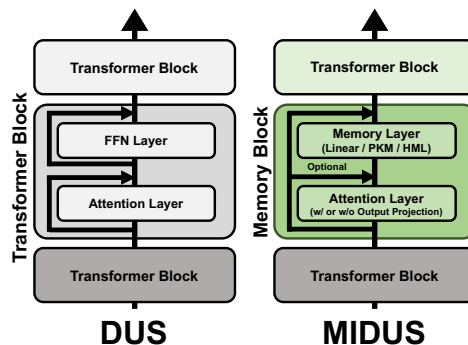 Transformer Block
Transformer Block
FFN Layer
Attention Layer
Transformer Block
DUS
Transformer Block
Memory Block
Memory Layer
(Linear / PKM / HML)
Optional
Attention Layer
(w/ or w/o Output Projection)
Transformer Block
MIDUS